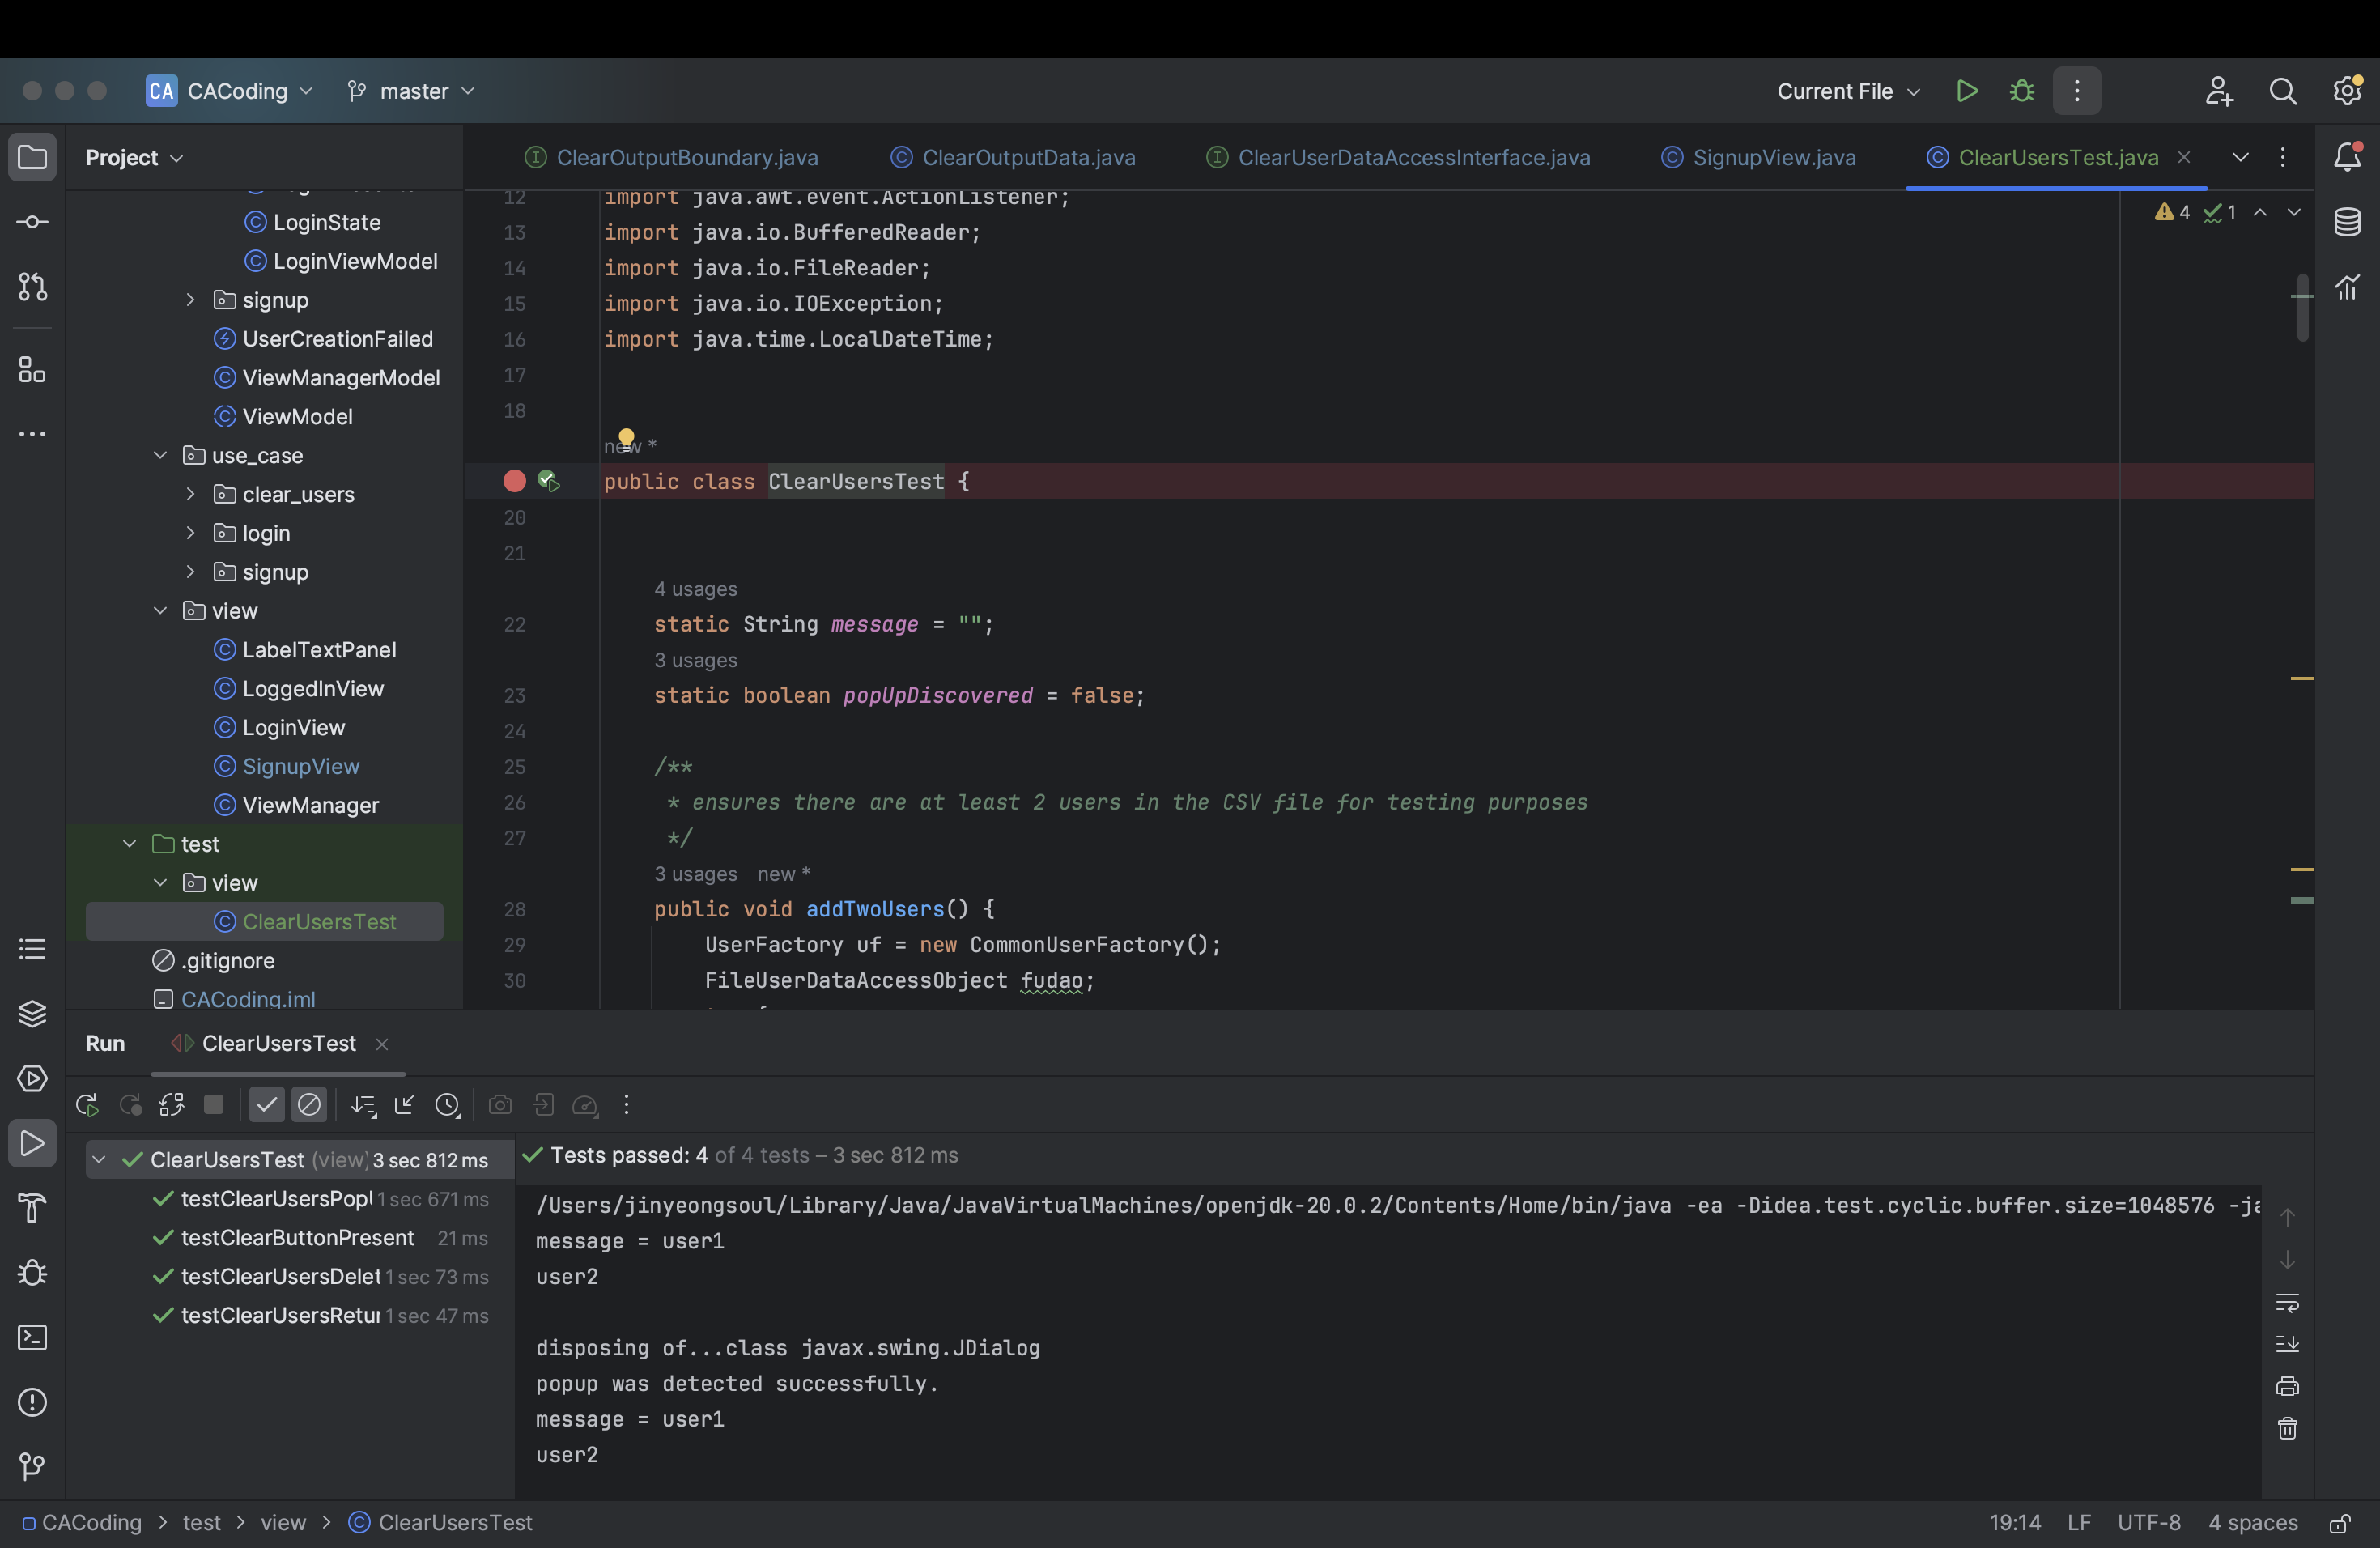 CA CACoding master Current File
Project
LoginState
LoginViewModel
signup
UserCreationFailed
ViewManagerModel
ViewModel
use_case
clear_users
login
signup
view
LabelTextPanel
LoggedInView
LoginView
SignupView
ViewManager
test
view
ClearUsersTest
.gitignore
CACoding.iml
ClearOutputBoundary.java ClearOutputData.java ClearUserDataAccessInterface.java SignupView.java ClearUsersTest.java
4 1
12 import java.awt.event.ActionListener;
13 import java.io.BufferedReader;
14 import java.io.FileReader;
15 import java.io.IOException;
16 import java.time.LocalDateTime;
17
18
new *
public class ClearUsersTest {
20
21
4 usages
22 static String message = "";
3 usages
23 static boolean popUpDiscovered = false;
24
25 /**
26 * ensures there are at least 2 users in the CSV file for testing purposes
27 */
3 usages new *
28 public void addTwoUsers() {
29 UserFactory uf = new CommonUserFactory();
30 FileUserDataAccessObject fudao;
Run ClearUsersTest
ClearUsersTest (view) 3 sec 812 ms
testClearUsersPopU 1 sec 671 ms
testClearButtonPresent 21 ms
testClearUsersDelet 1 sec 73 ms
testClearUsersRetur 1 sec 47 ms
Tests passed: 4 of 4 tests – 3 sec 812 ms
/Users/jinyeongsoul/Library/Java/JavaVirtualMachines/openjdk-20.0.2/Contents/Home/bin/java -ea -Didea.test.cyclic.buffer.size=1048576 -ja
message = user1
user2
disposing of...class javax.swing.JDialog
popup was detected successfully.
message = user1
user2
CACoding > test > view > ClearUsersTest
19:14 LF UTF-8 4 spaces